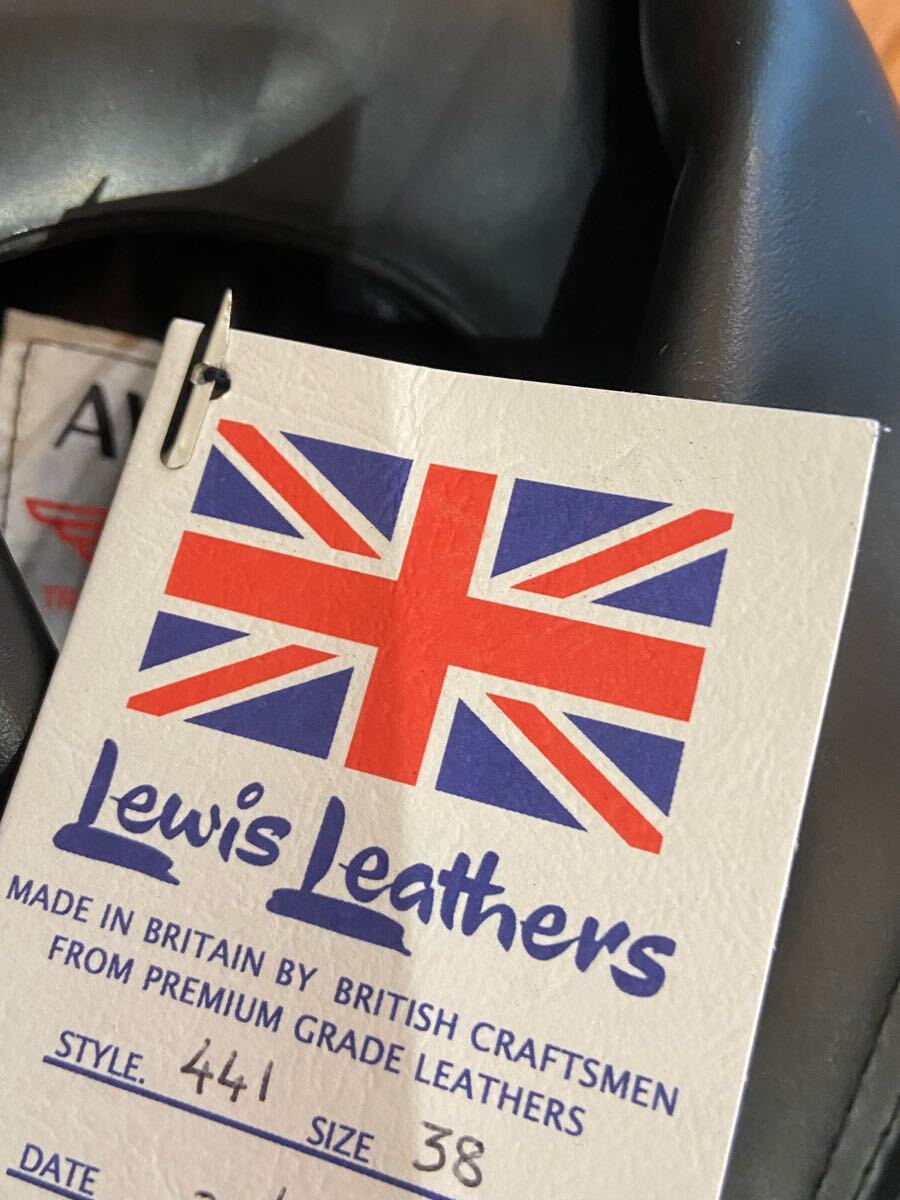 Lewis Leathers
MADE IN BRITAIN BY BRITISH CRAFTSMEN
FROM PREMIUM GRADE LEATHERS
STYLE. 441
SIZE 38
DATE